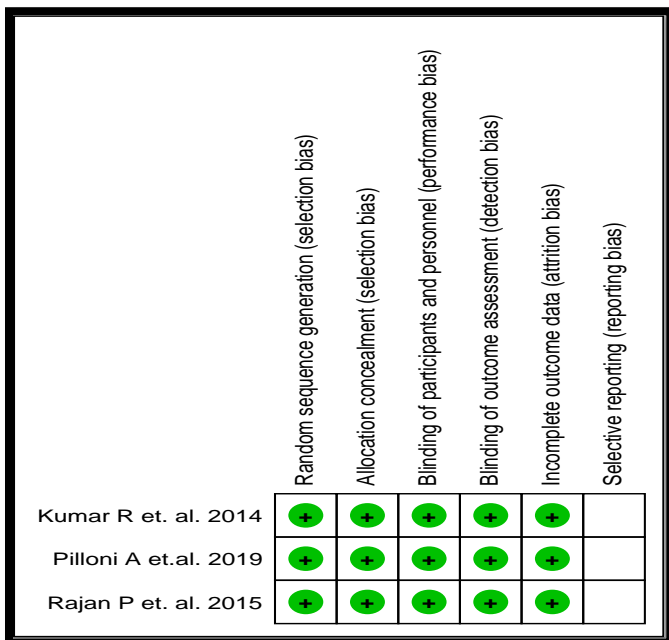 Random sequence generation (selection bias)
Allocation concealment (selection bias)
Blinding of participants and personnel (performance bias)
Blinding of outcome assessment (detection bias)
Incomplete outcome data (attrition bias)
Selective reporting (reporting bias)
Kumar R et. al. 2014 + + + + +
Pilloni A et.al. 2019 + + + + +
Rajan P et. al. 2015 + + + + +